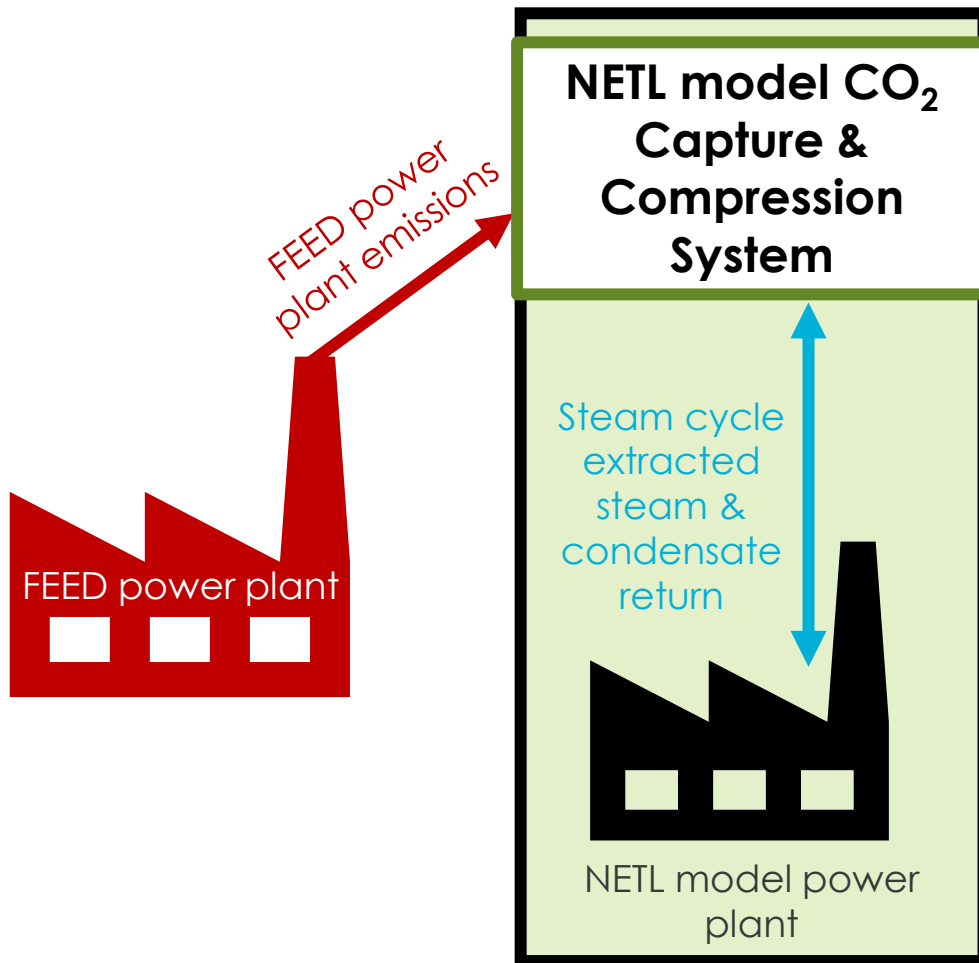 NETL model CO₂
Capture &
Compression
System
FEED power
plant emissions
Steam cycle
extracted
steam &
condensate
return
FEED power plant
NETL model power
plant